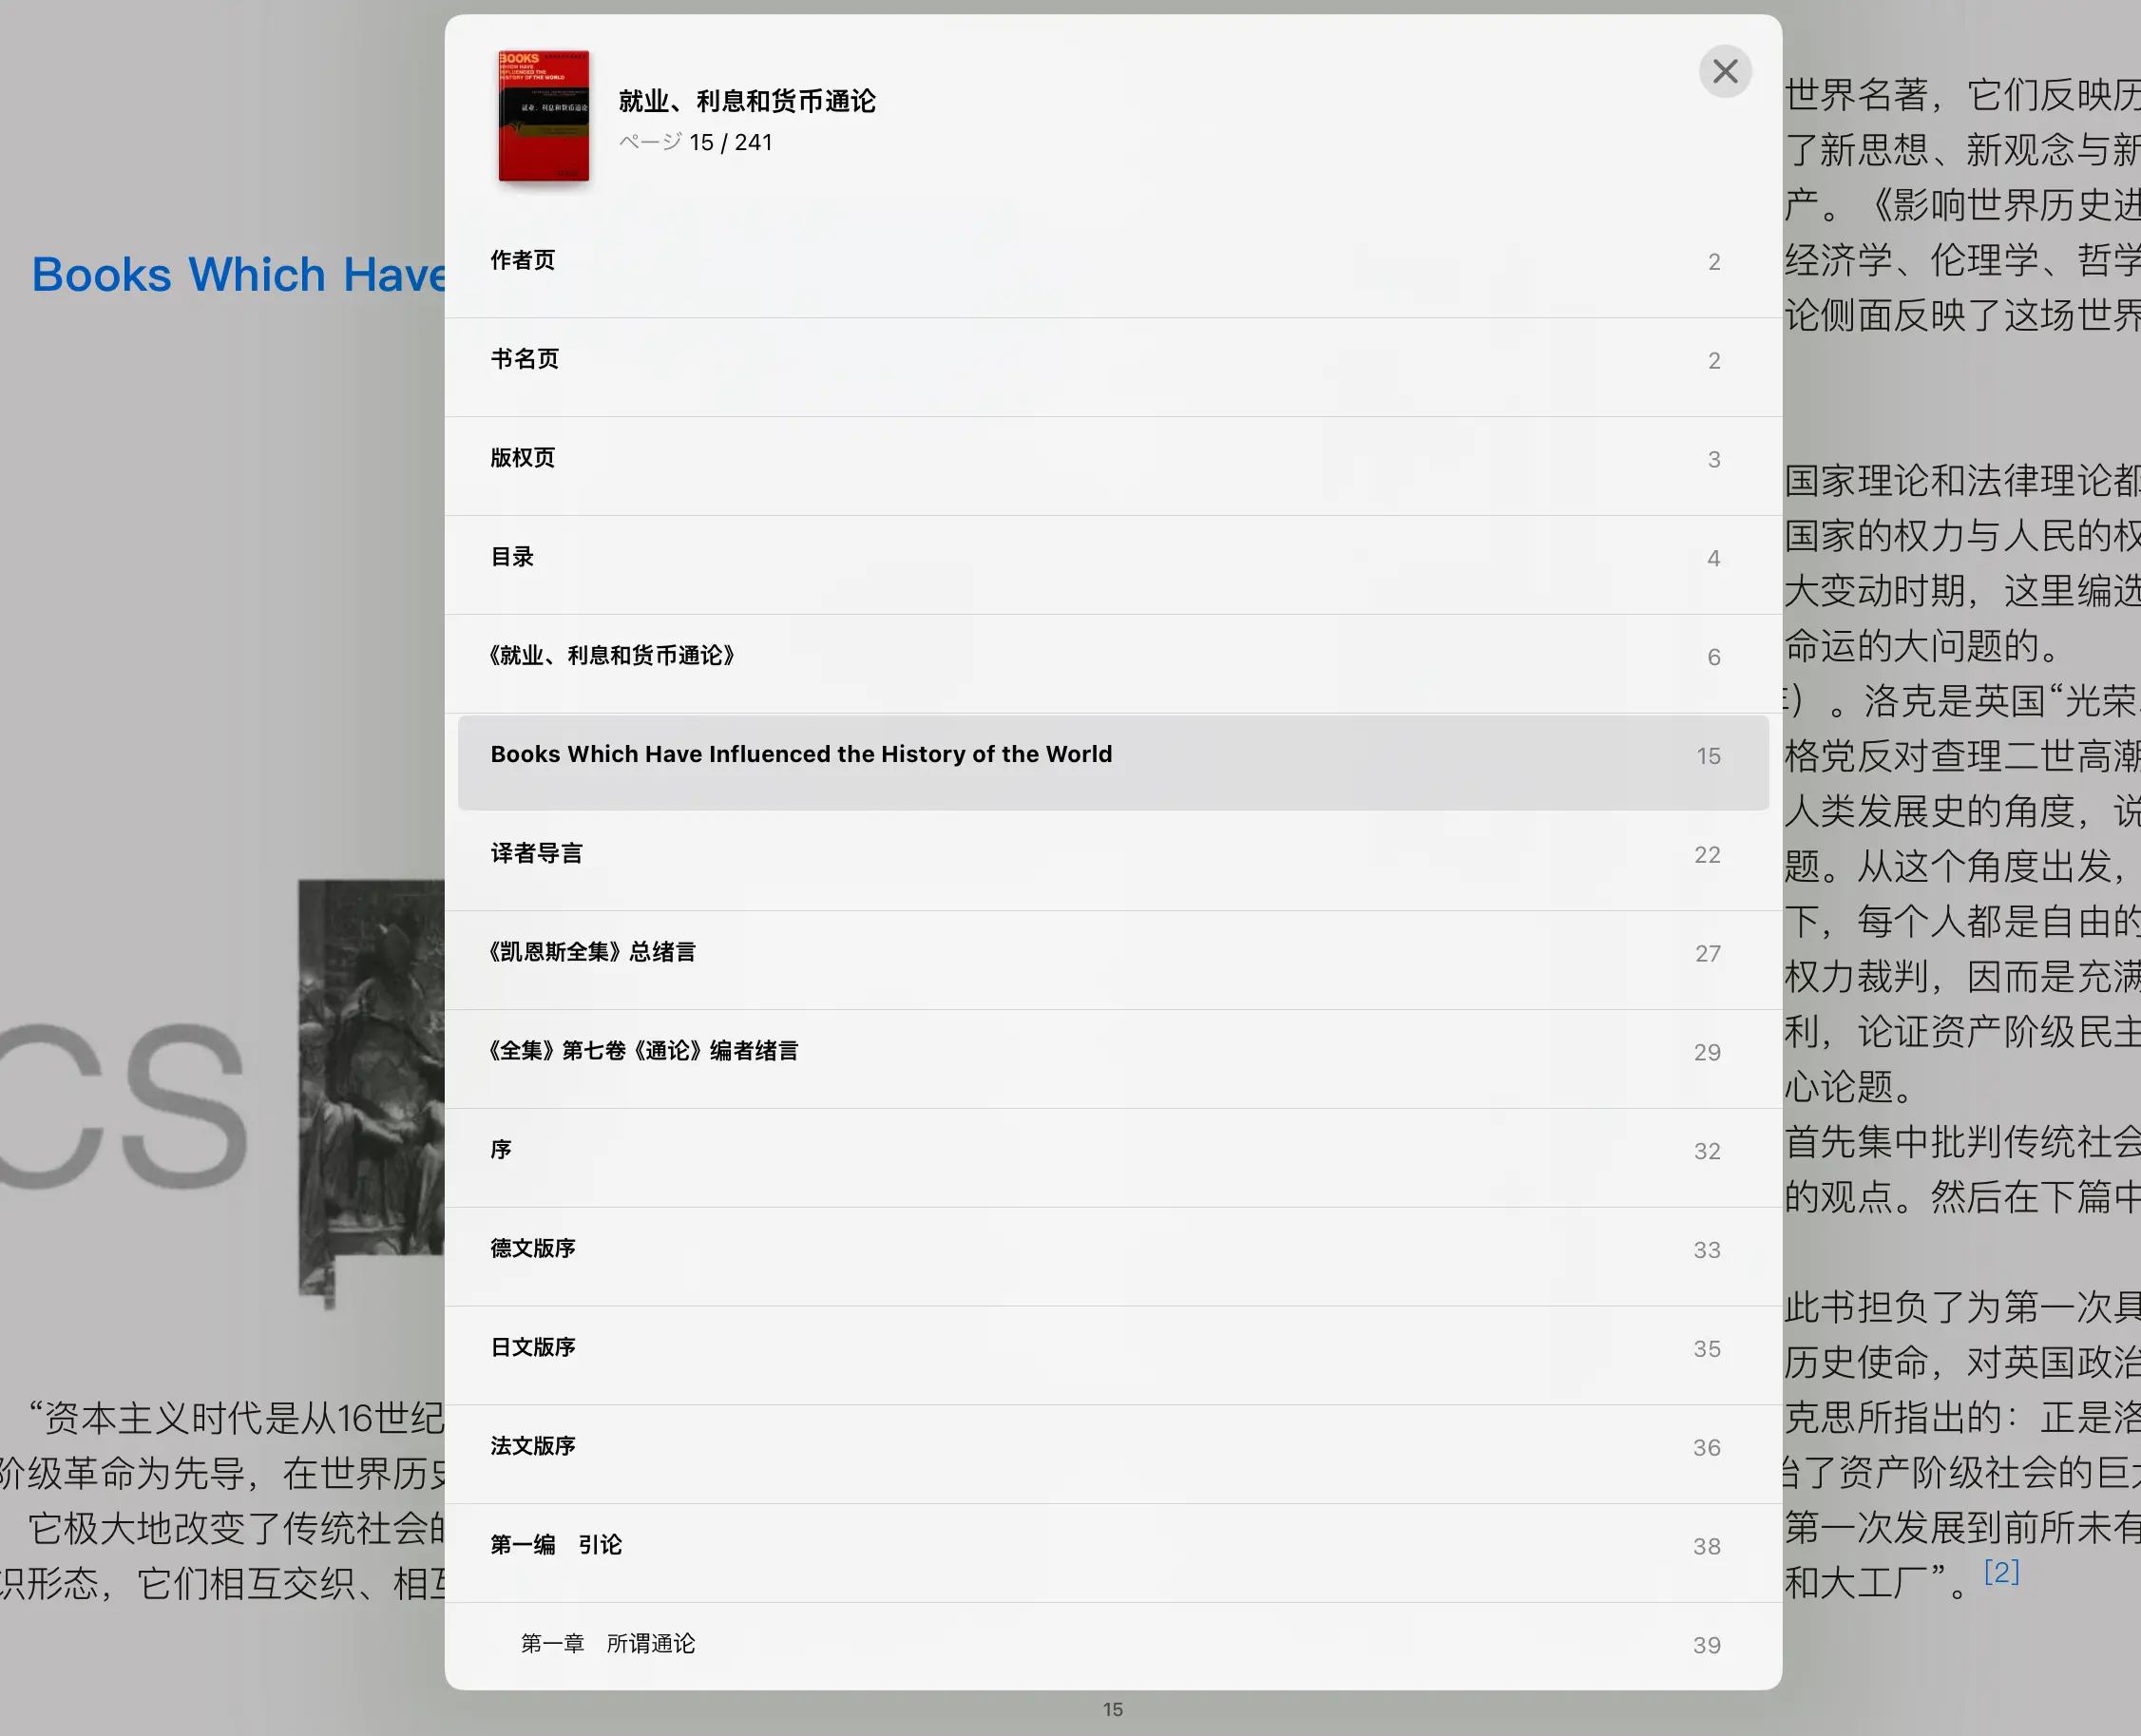 BOOKS
WHICH HAVE
INFLUENCED THE
HISTORY OF THE WORLD
就业、利息和货币通论
就业、利息和货币通论
ページ 15 / 241
作者页 2
书名页 2
版权页 3
目录 4
《就业、利息和货币通论》 6
Books Which Have Influenced the History of the World 15
译者导言 22
《凯恩斯全集》总绪言 27
《全集》第七卷《通论》编者绪言 29
序 32
德文版序 33
日文版序 35
法文版序 36
第一编　引论 38
第一章　所谓通论 39
15
Books Which Have
CS
“资本主义时代是从16世纪
阶级革命为先导，在世界历史
它极大地改变了传统社会的
识形态，它们相互交织、相互
世界名著，它们反映历
了新思想、新观念与新
产。《影响世界历史进
经济学、伦理学、哲学
论侧面反映了这场世界
国家理论和法律理论都
国家的权力与人民的权
大变动时期，这里编选
命运的大问题的。
）。洛克是英国“光荣
格党反对查理二世高潮
人类发展史的角度，说
题。从这个角度出发，
下，每个人都是自由的
权力裁判，因而是充满
利，论证资产阶级民主
心论题。
首先集中批判传统社会
的观点。然后在下篇中
此书担负了为第一次具
历史使命，对英国政治
克思所指出的：正是洛
了资产阶级社会的巨大
第一次发展到前所未有
和大工厂”。[2]